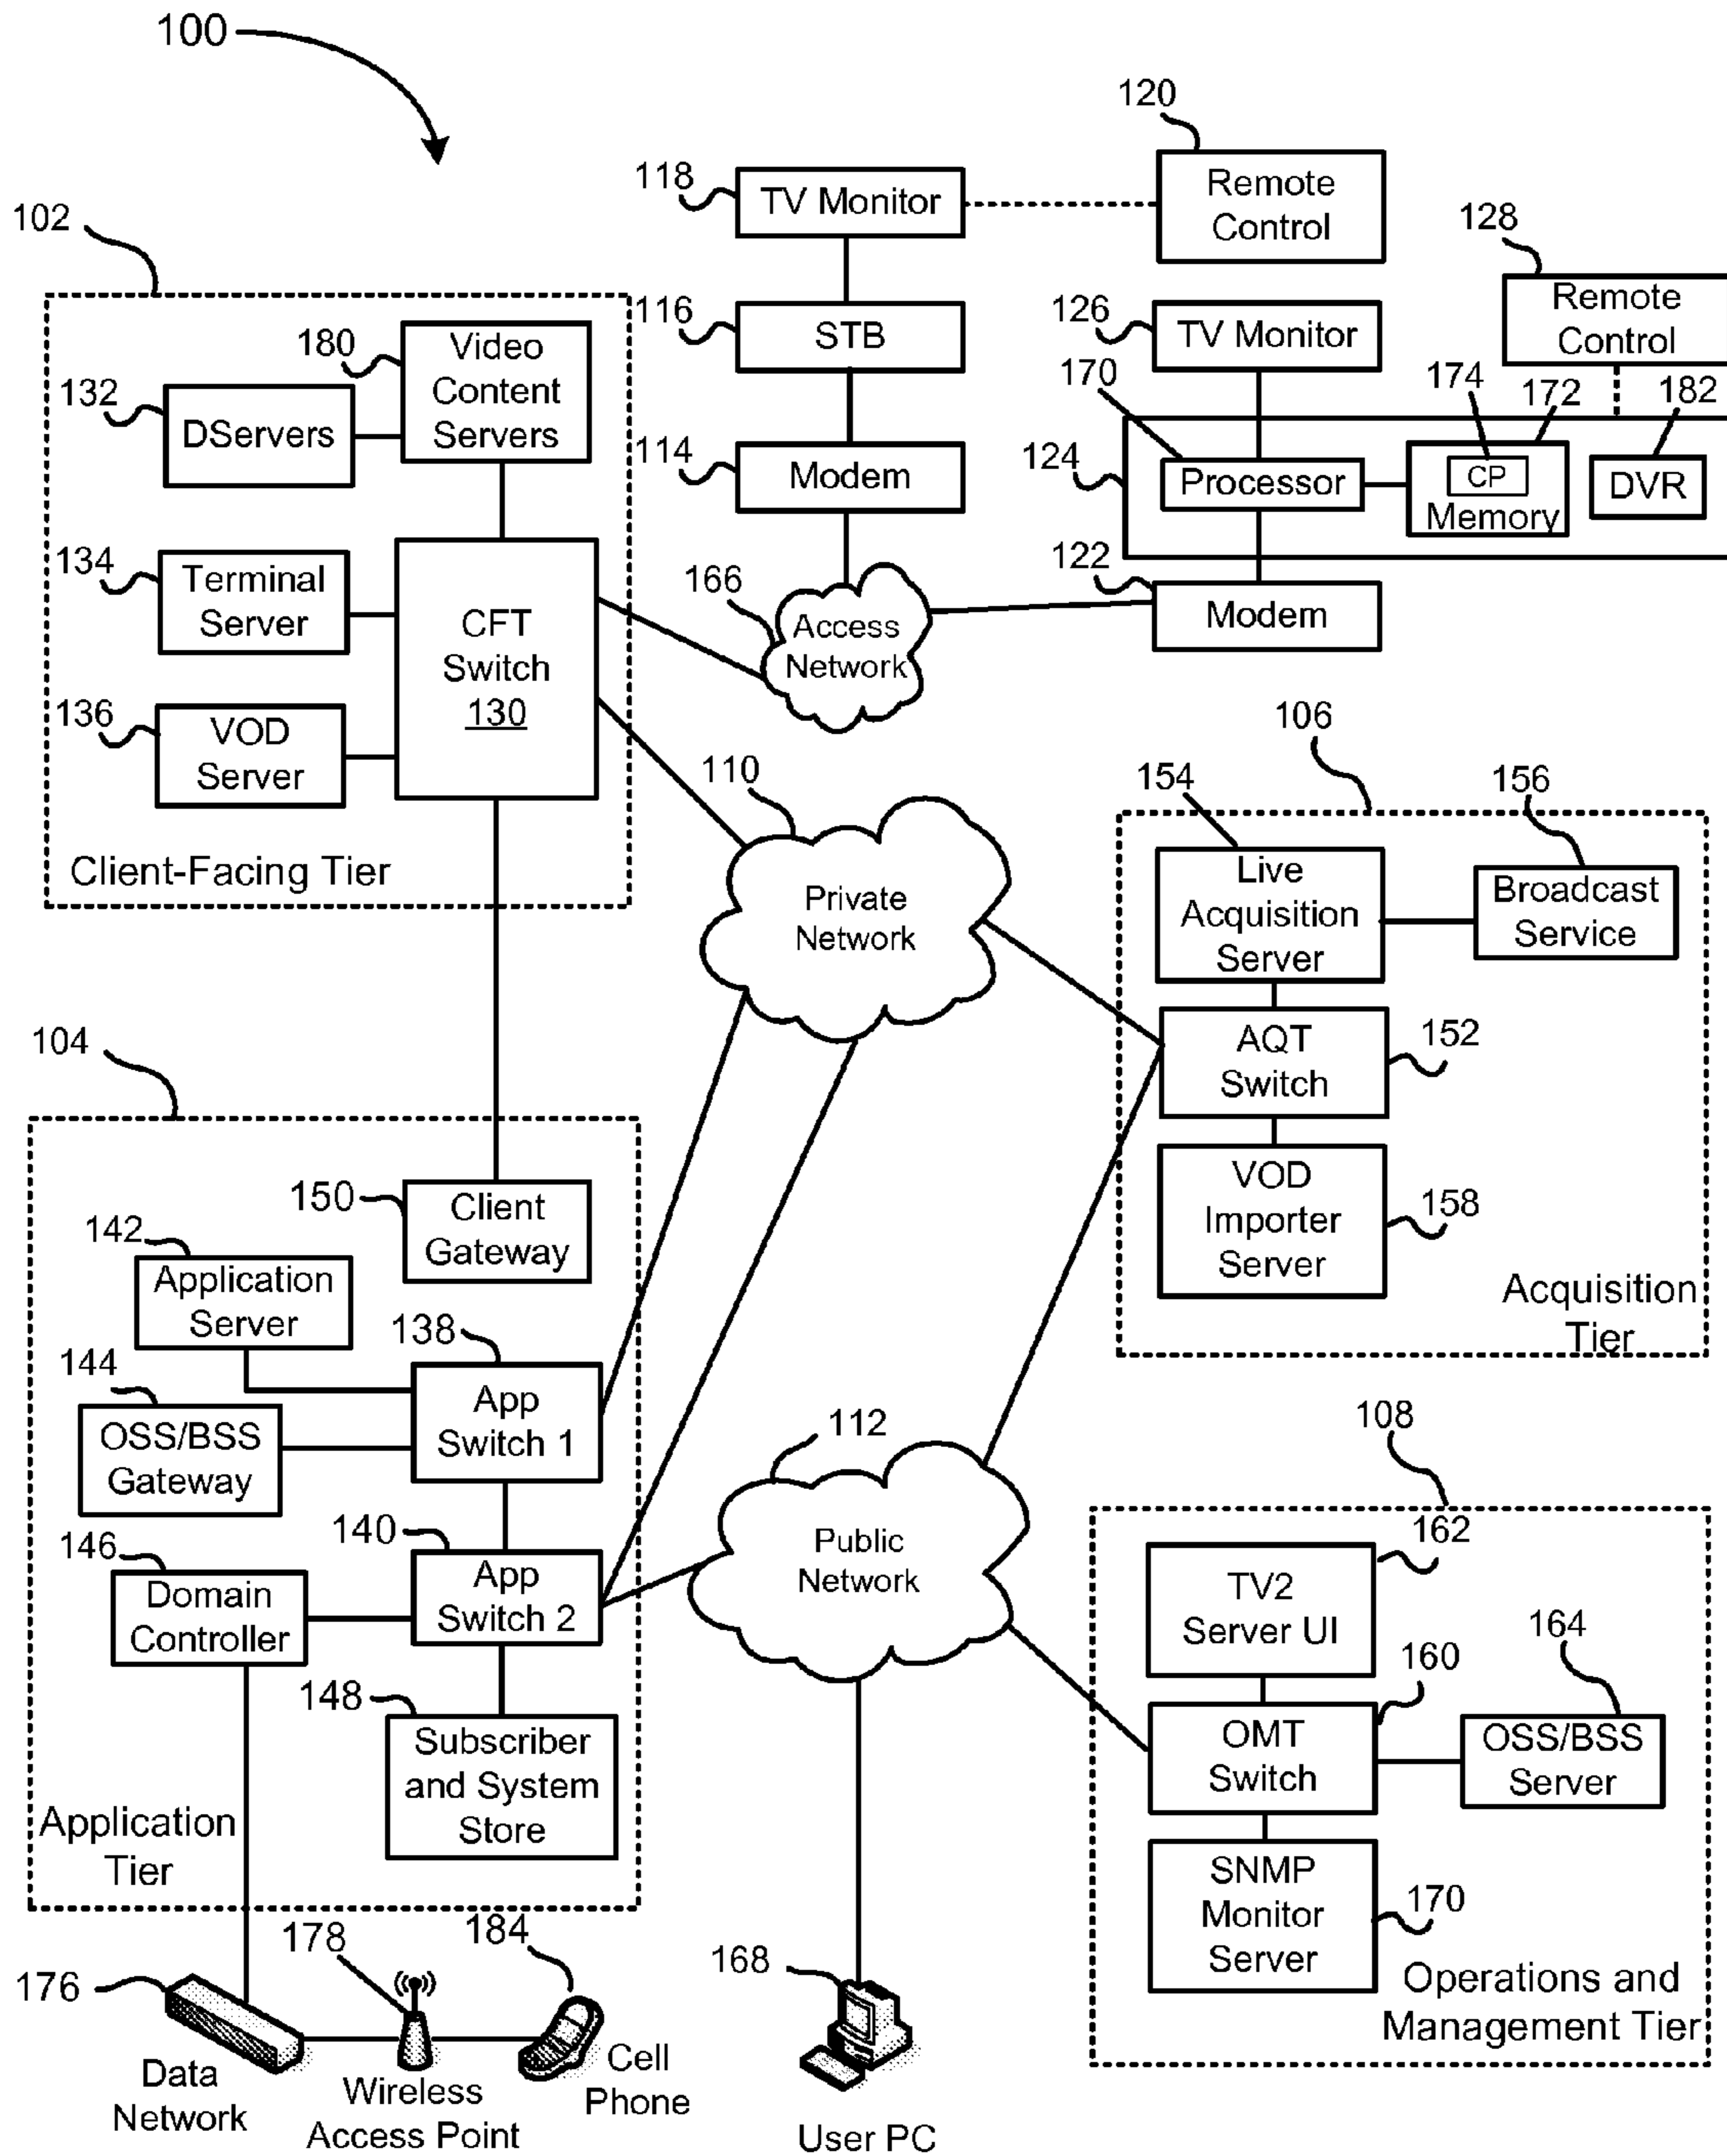 100
120
118
TV Monitor
Remote
Control
128
102
Remote
Control
116
STB
126
TV Monitor
180
Video
Content
Servers
132
DServers
170
174
172
182
114
Modem
124
Processor
CP
Memory
DVR
134
Terminal
Server
CFT
Switch
130
166
Access
Network
122
Modem
136
VOD
Server
Client-Facing Tier
110
Private
Network
106
154
156
Live
Acquisition
Server
Broadcast
Service
AQT
Switch
152
VOD
Importer
Server
158
Acquisition
Tier
104
150
Client
Gateway
142
Application
Server
138
App
Switch 1
144
OSS/BSS
Gateway
140
App
Switch 2
146
Domain
Controller
148
Subscriber
and System
Store
Application
Tier
112
Public
Network
108
162
TV2
Server UI
160
164
OMT
Switch
OSS/BSS
Server
SNMP
Monitor
Server
170
Operations and
Management Tier
176
Data
Network
178
Wireless
Access Point
184
Cell
Phone
168
User PC